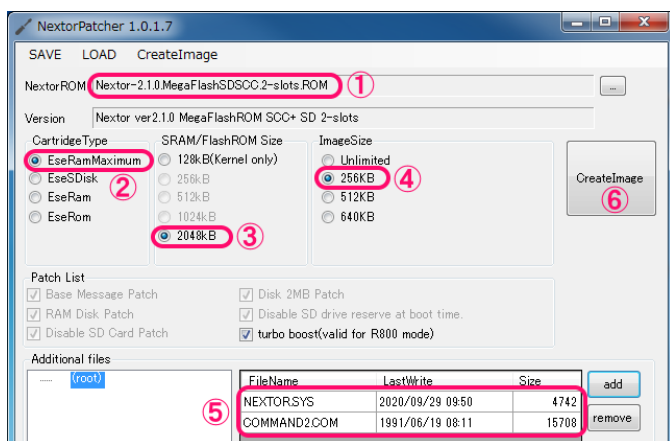 NextorPatcher 1.0.1.7
SAVE LOAD CreateImage
NextorROM Nextor-2.1.0.MegaFlashSDSCC.2-slots.ROM ① ...
Version Nextor ver2.1.0 MegaFlashROM SCC+ SD 2-slots
CartridgeType SRAM/FlashROM Size ImageSize
EseRamMaximum 128kB(Kernel only) Unlimited
EseSDisk ② 256kB 256KB ④ CreateImage
EseRam 512kB 512KB ⑥
EseRom 1024kB 640KB
2048kB ③
Patch List
Base Message Patch Disk 2MB Patch
RAM Disk Patch Disable SD drive reserve at boot time.
Disable SD Card Patch turbo boost(valid for R800 mode)
Additional files
(root) FileName LastWrite Size add
⑤ NEXTOR.SYS 2020/09/29 09:50 4742
COMMAND2.COM 1991/06/19 08:11 15708 remove